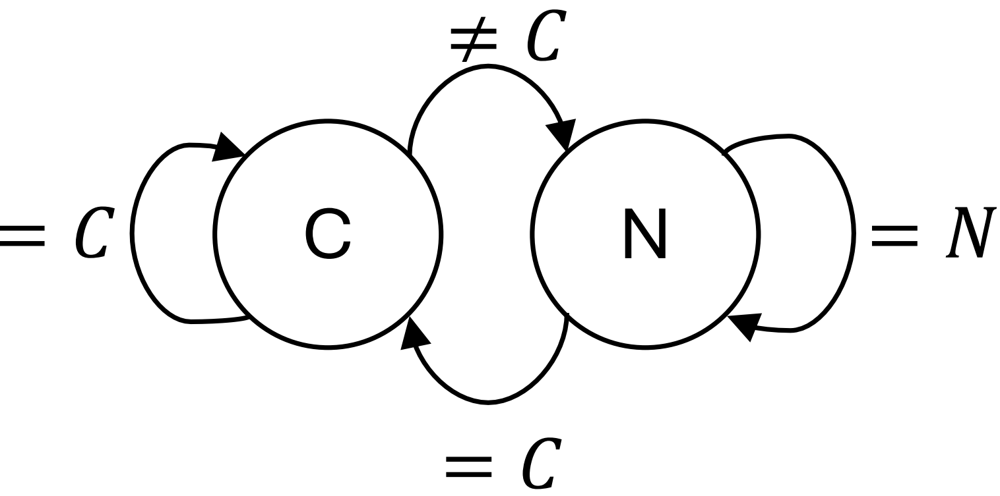 ≠ C
= C
C
N
= N
= C